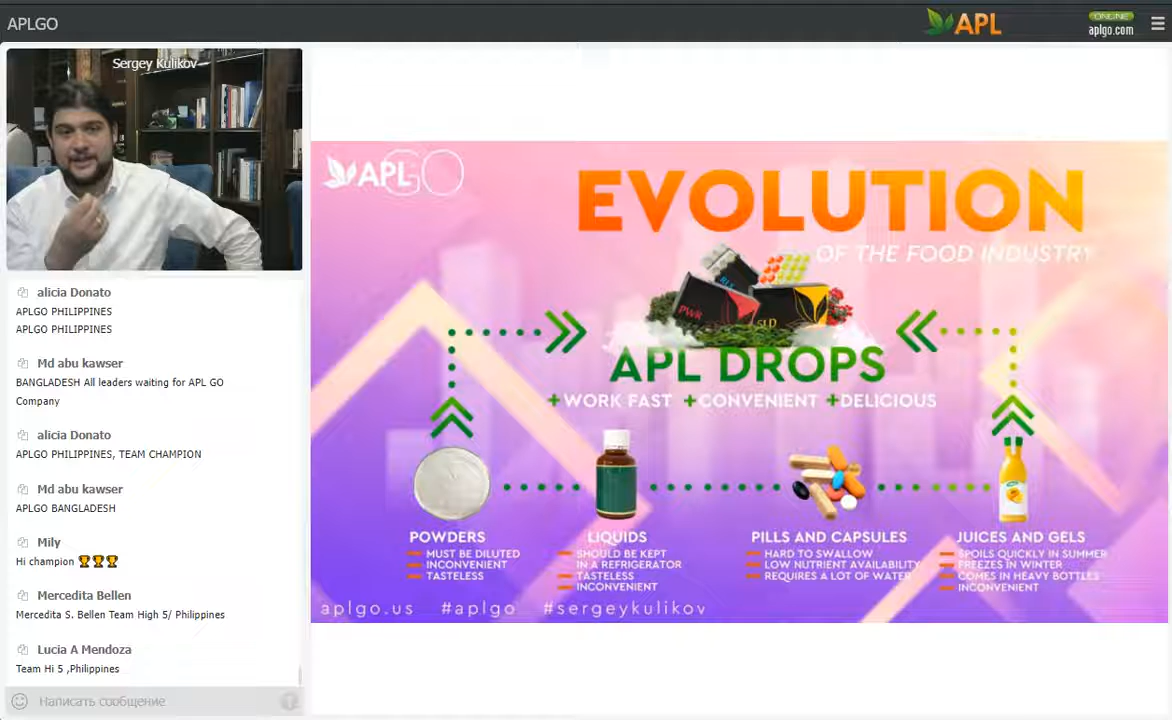 APLGO
APL
ONLINE
aplgo.com
Sergey Kulikov
alicia Donato
APLGO PHILIPPINES
APLGO PHILIPPINES
Md abu kawser
BANGLADESH All leaders waiting for APL GO
Company
alicia Donato
APLGO PHILIPPINES, TEAM CHAMPION
Md abu kawser
APLGO BANGLADESH
Mily
Hi champion 🏆🏆🏆
Mercedita Bellen
Mercedita S. Bellen Team High 5/ Philippines
Lucia A Mendoza
Team Hi 5 ,Philippines
Написать сообщение
APLGO
EVOLUTION
OF THE FOOD INDUSTRY
PWR
RLX
SLD
APL DROPS
+WORK FAST +CONVENIENT +DELICIOUS
POWDERS
MUST BE DILUTED
INCONVENIENT
TASTELESS
LIQUIDS
SHOULD BE KEPT
IN A REFRIGERATOR
TASTELESS
INCONVENIENT
PILLS AND CAPSULES
HARD TO SWALLOW
LOW NUTRIENT AVAILABILITY
REQUIRES A LOT OF WATER
JUICES AND GELS
SPOILS QUICKLY IN SUMMER
FREEZES IN WINTER
COMES IN HEAVY BOTTLES
INCONVENIENT
aplgo.us #aplgo #sergeykulikov